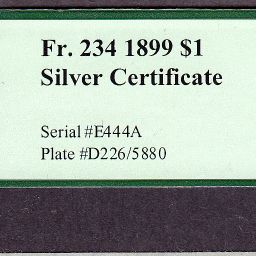 Fr. 234 1899 $1
Silver Certificate
Serial #E444A
Plate #D226/5880